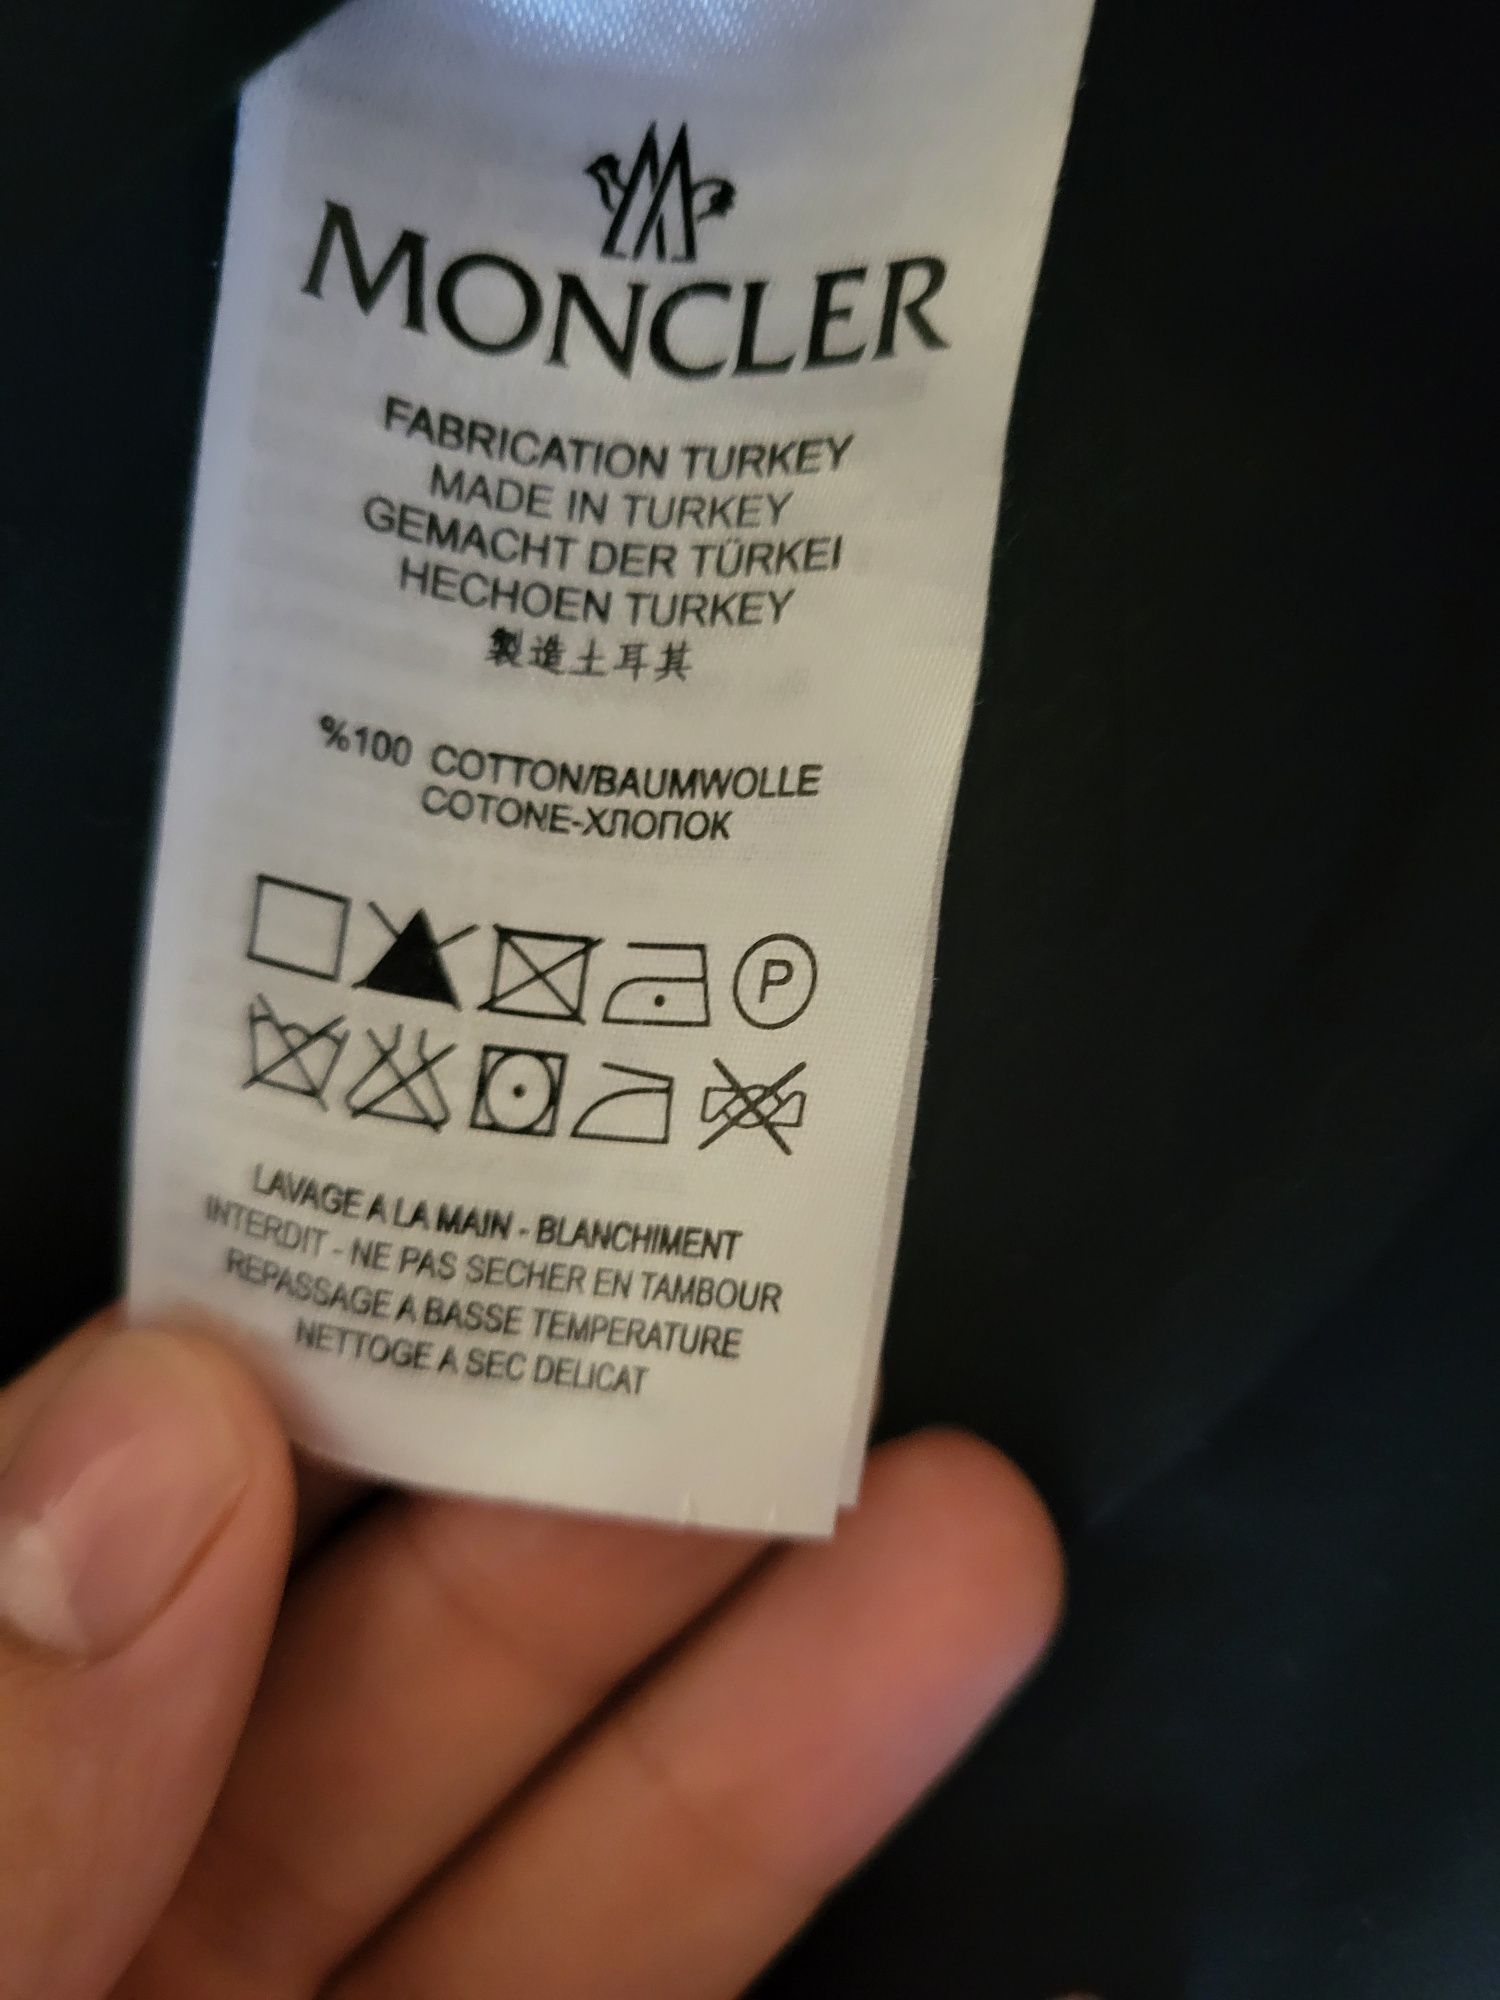 MONCLER
FABRICATION TURKEY
MADE IN TURKEY
GEMACHT DER TÜRKEI
HECHOEN TURKEY
製造土耳其
%100 COTTON/BAUMWOLLE
COTONE-ХЛОПОК
P
LAVAGE A LA MAIN - BLANCHIMENT
INTERDIT - NE PAS SECHER EN TAMBOUR
REPASSAGE A BASSE TEMPERATURE
NETTOGE A SEC DELICAT